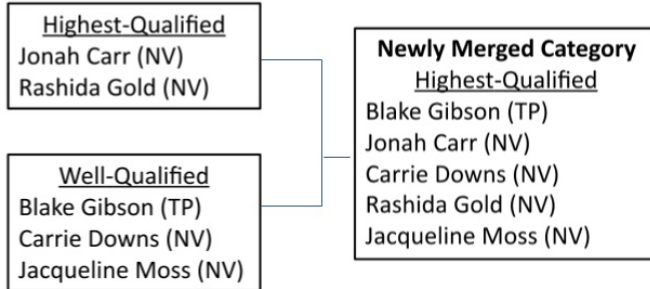 Highest-Qualified
Jonah Carr (NV)
Rashida Gold (NV)
Well-Qualified
Blake Gibson (TP)
Carrie Downs (NV)
Jacqueline Moss (NV)
Newly Merged Category
Highest-Qualified
Blake Gibson (TP)
Jonah Carr (NV)
Carrie Downs (NV)
Rashida Gold (NV)
Jacqueline Moss (NV)